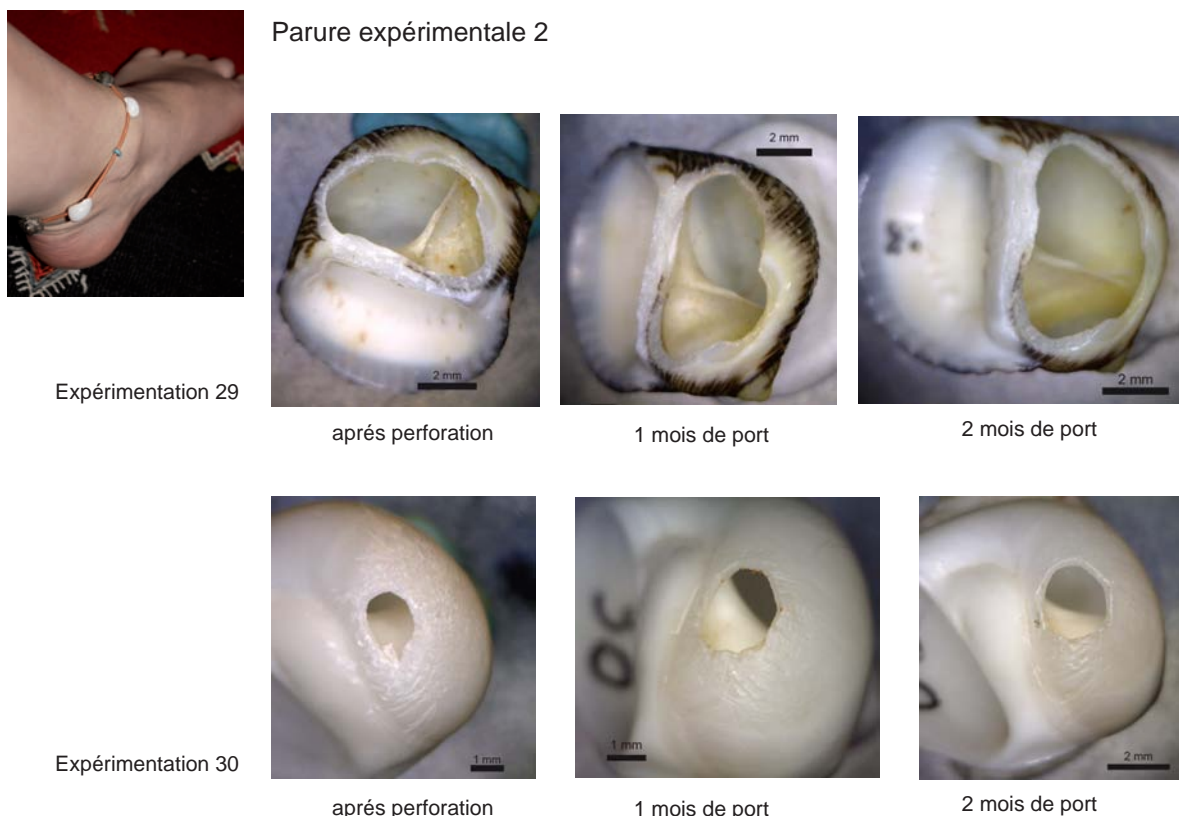 Parure expérimentale 2
2 mm
2 mm
2 mm
Expérimentation 29
aprés perforation
1 mois de port
2 mois de port
1 mm
1 mm
2 mm
Expérimentation 30
aprés perforation
1 mois de port
2 mois de port